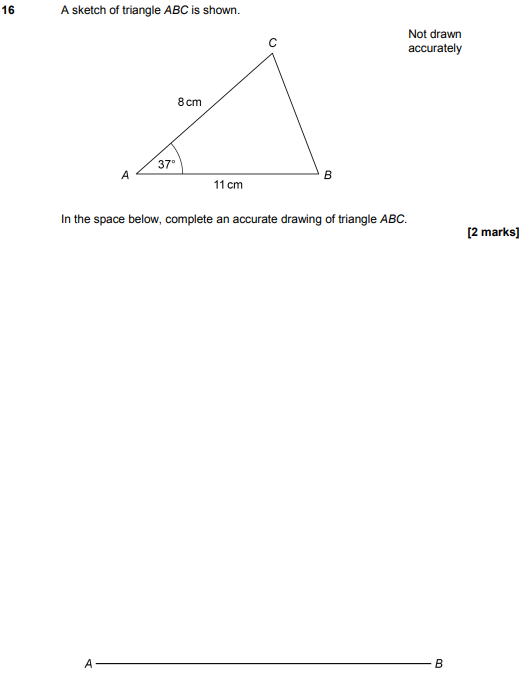 16 A sketch of triangle ABC is shown.
Not drawn
accurately
C
8 cm
37°
A
B
11 cm
In the space below, complete an accurate drawing of triangle ABC.
[2 marks]
A B